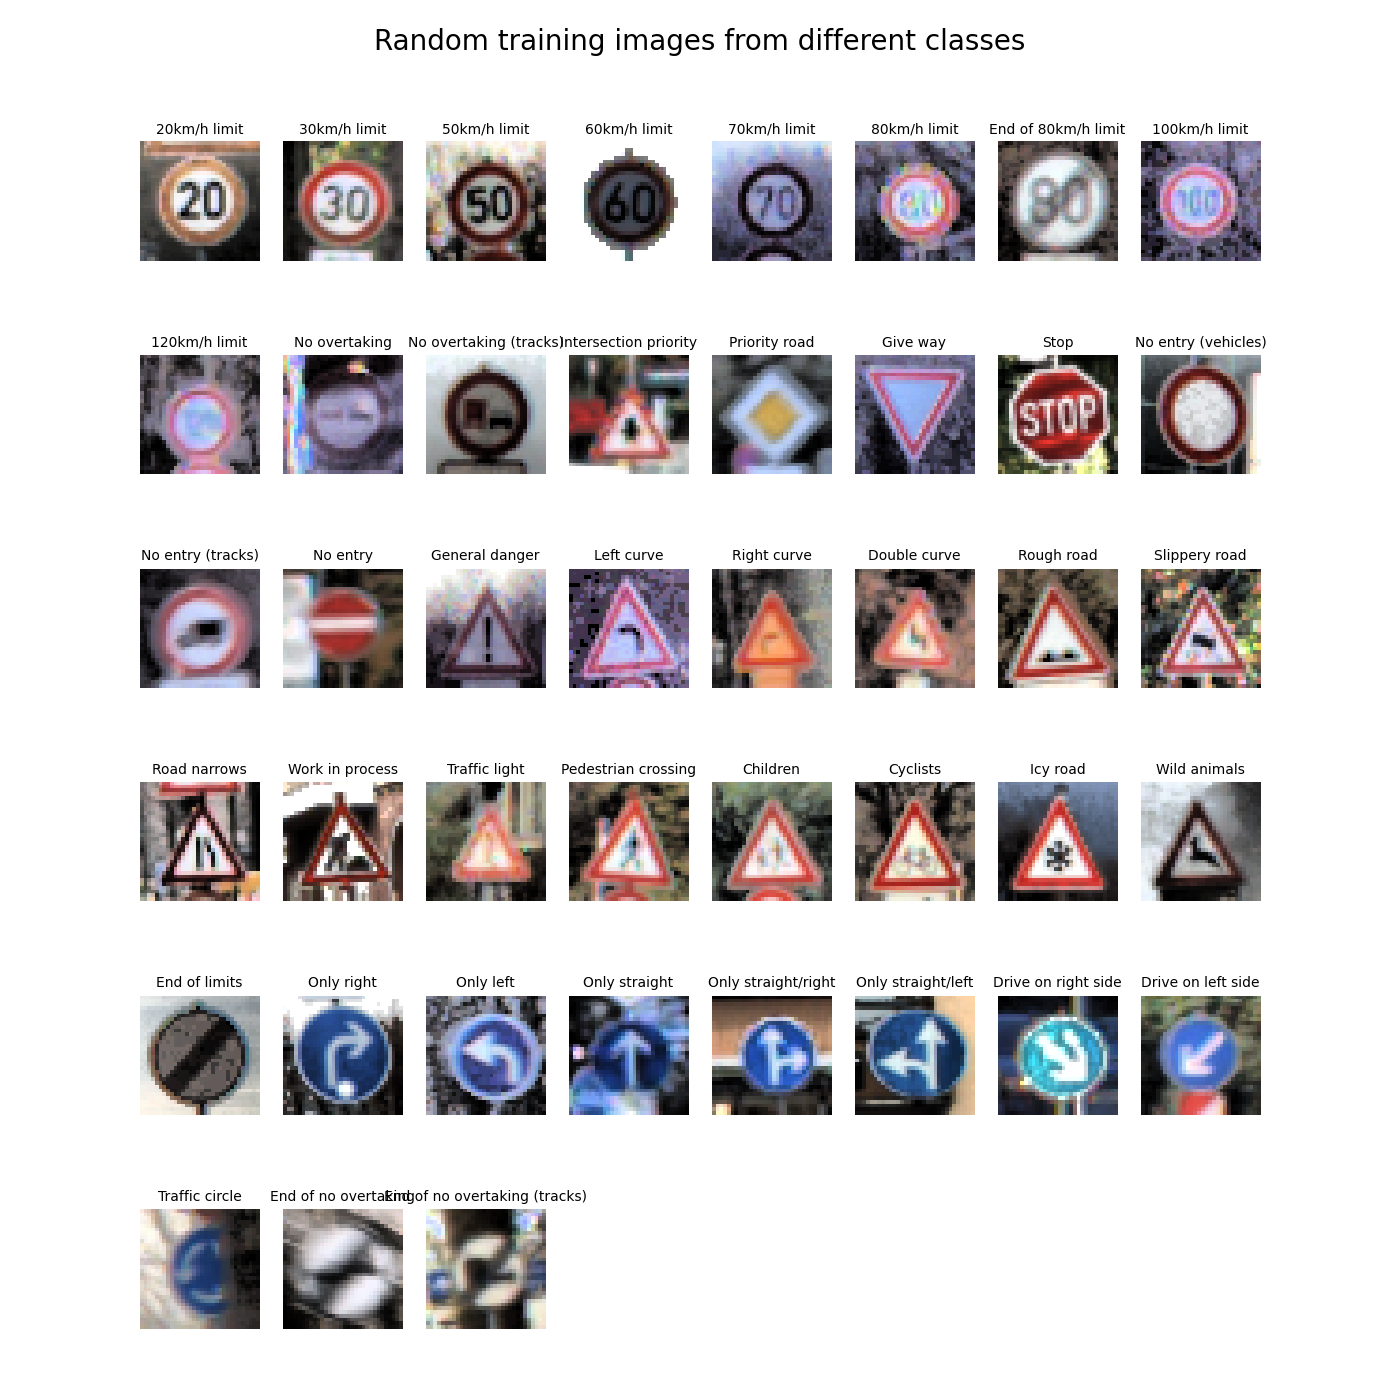 Random training images from different classes
20km/h limit
30km/h limit
50km/h limit
60km/h limit
70km/h limit
80km/h limit
End of 80km/h limit
100km/h limit
20
30
50
60
70
80
80
100
120km/h limit
No overtaking
No overtaking (tracks)
Intersection priority
Priority road
Give way
Stop
No entry (vehicles)
STOP
No entry (tracks)
No entry
General danger
Left curve
Right curve
Double curve
Rough road
Slippery road
Road narrows
Work in process
Traffic light
Pedestrian crossing
Children
Cyclists
Icy road
Wild animals
End of limits
Only right
Only left
Only straight
Only straight/right
Only straight/left
Drive on right side
Drive on left side
Traffic circle
End of no overtaking
End of no overtaking (tracks)